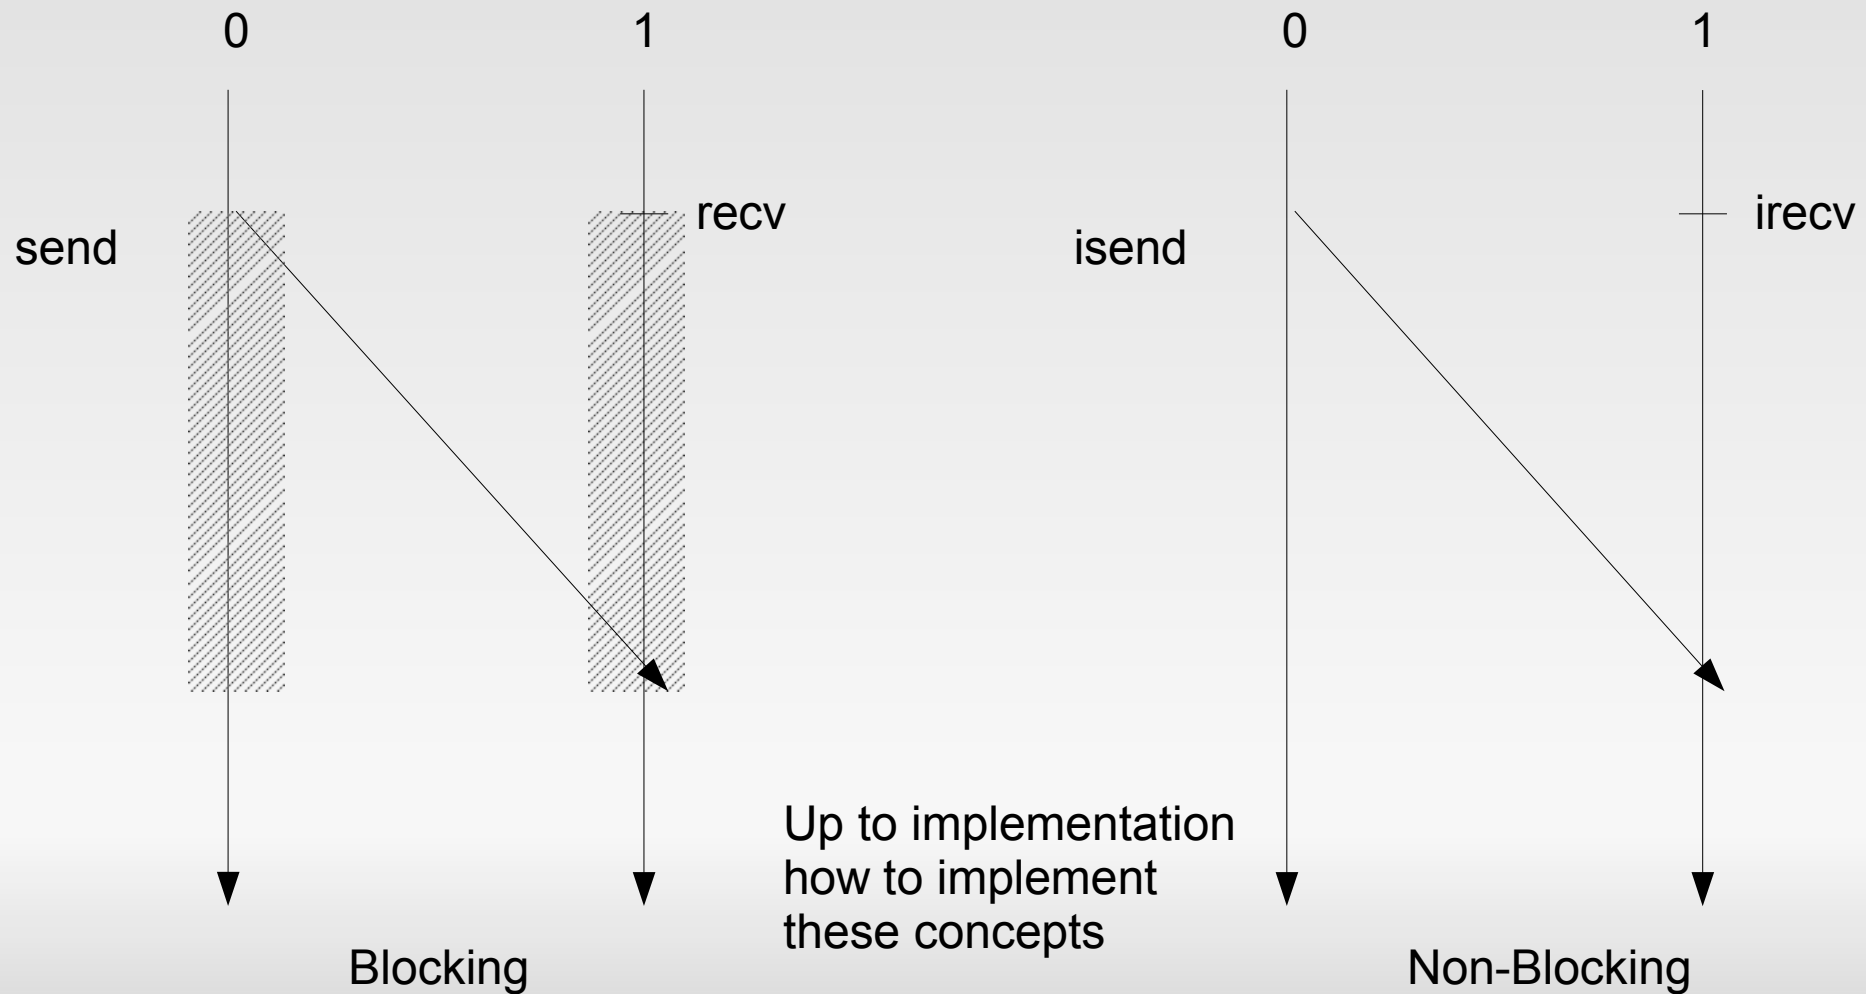 0
1
0
1
send
recv
isend
irecv
Up to implementation
how to implement
these concepts
Blocking
Non-Blocking